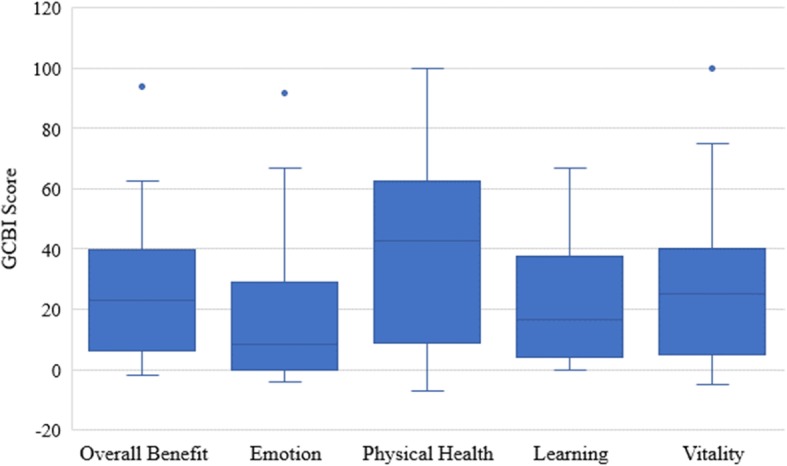 120
100
80
60
40
20
0
-20
GCBI Score
Overall Benefit
Emotion
Physical Health
Learning
Vitality